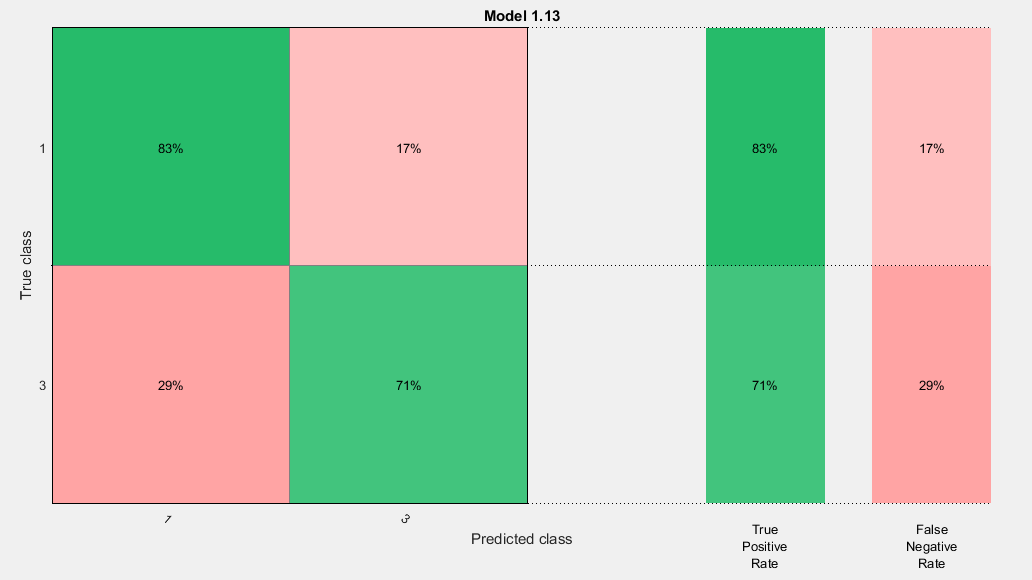 Model 1.13
1
83%
17%
83%
17%
True class
3
29%
71%
71%
29%
1
3
Predicted class
True
Positive
Rate
False
Negative
Rate